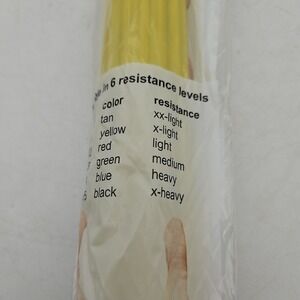 in 6 resistance levels
color resistance
tan xx-light
yellow x-light
red light
green medium
blue heavy
black x-heavy